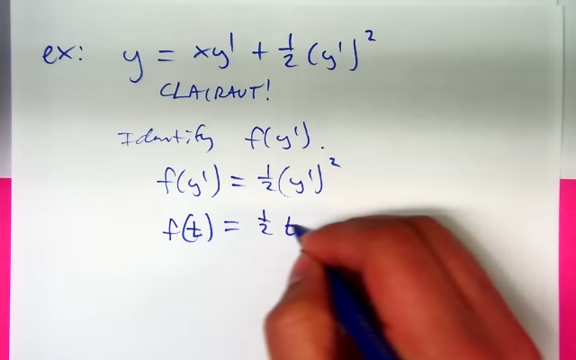 ex: y = xy' + 1/2 (y')²
CLAIRAUT!
Identify f(y').
f(y') = 1/2 (y')²
f(t) = 1/2 t